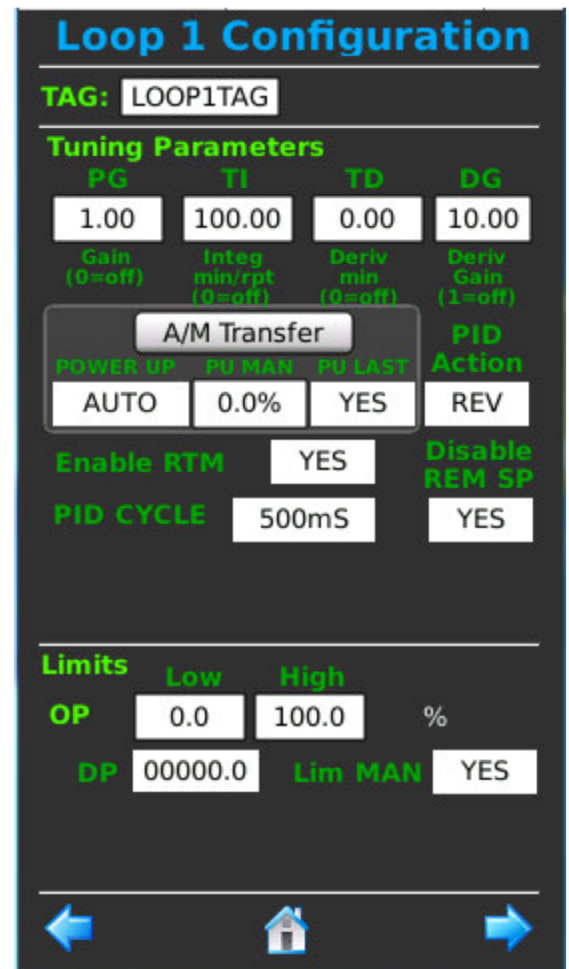 Loop 1 Configuration
TAG: LOOP1TAG
Tuning Parameters
PG TI TD DG
1.00 100.00 0.00 10.00
Gain Integ Deriv Deriv
(0=off) min/rpt min Gain
(0=off) (0=off) (1=off)
A/M Transfer PID
POWER UP PU MAN PU LAST Action
AUTO 0.0% YES REV
Enable RTM YES Disable
REM SP
PID CYCLE 500mS YES
Limits Low High
OP 0.0 100.0 %
DP 00000.0 Lim MAN YES